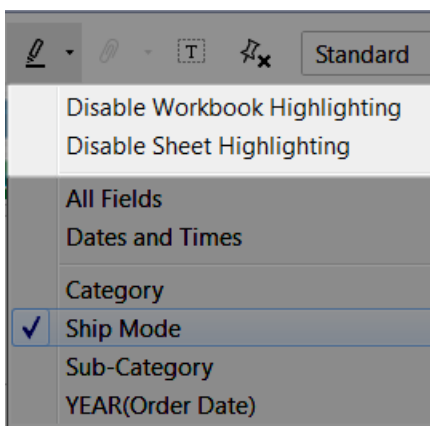 T Standard
Disable Workbook Highlighting
Disable Sheet Highlighting
All Fields
Dates and Times
Category
Ship Mode
Sub-Category
YEAR(Order Date)